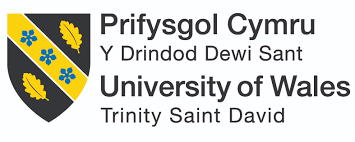 Prifysgol Cymru
Y Drindod Dewi Sant
University of Wales
Trinity Saint David